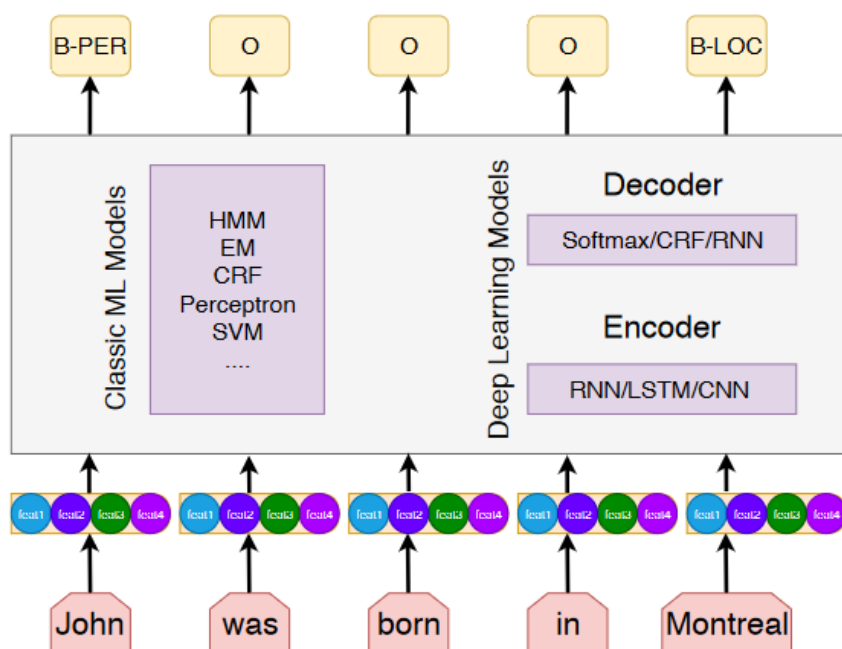 B-PER O O O B-LOC
Classic ML Models
HMM
EM
CRF
Perceptron
SVM
....
Deep Learning Models
Decoder
Softmax/CRF/RNN
Encoder
RNN/LSTM/CNN
feat1 feat2 feat3 feat4 feat1 feat2 feat3 feat4 feat1 feat2 feat3 feat4 feat1 feat2 feat3 feat4 feat1 feat2 feat3 feat4
John was born in Montreal